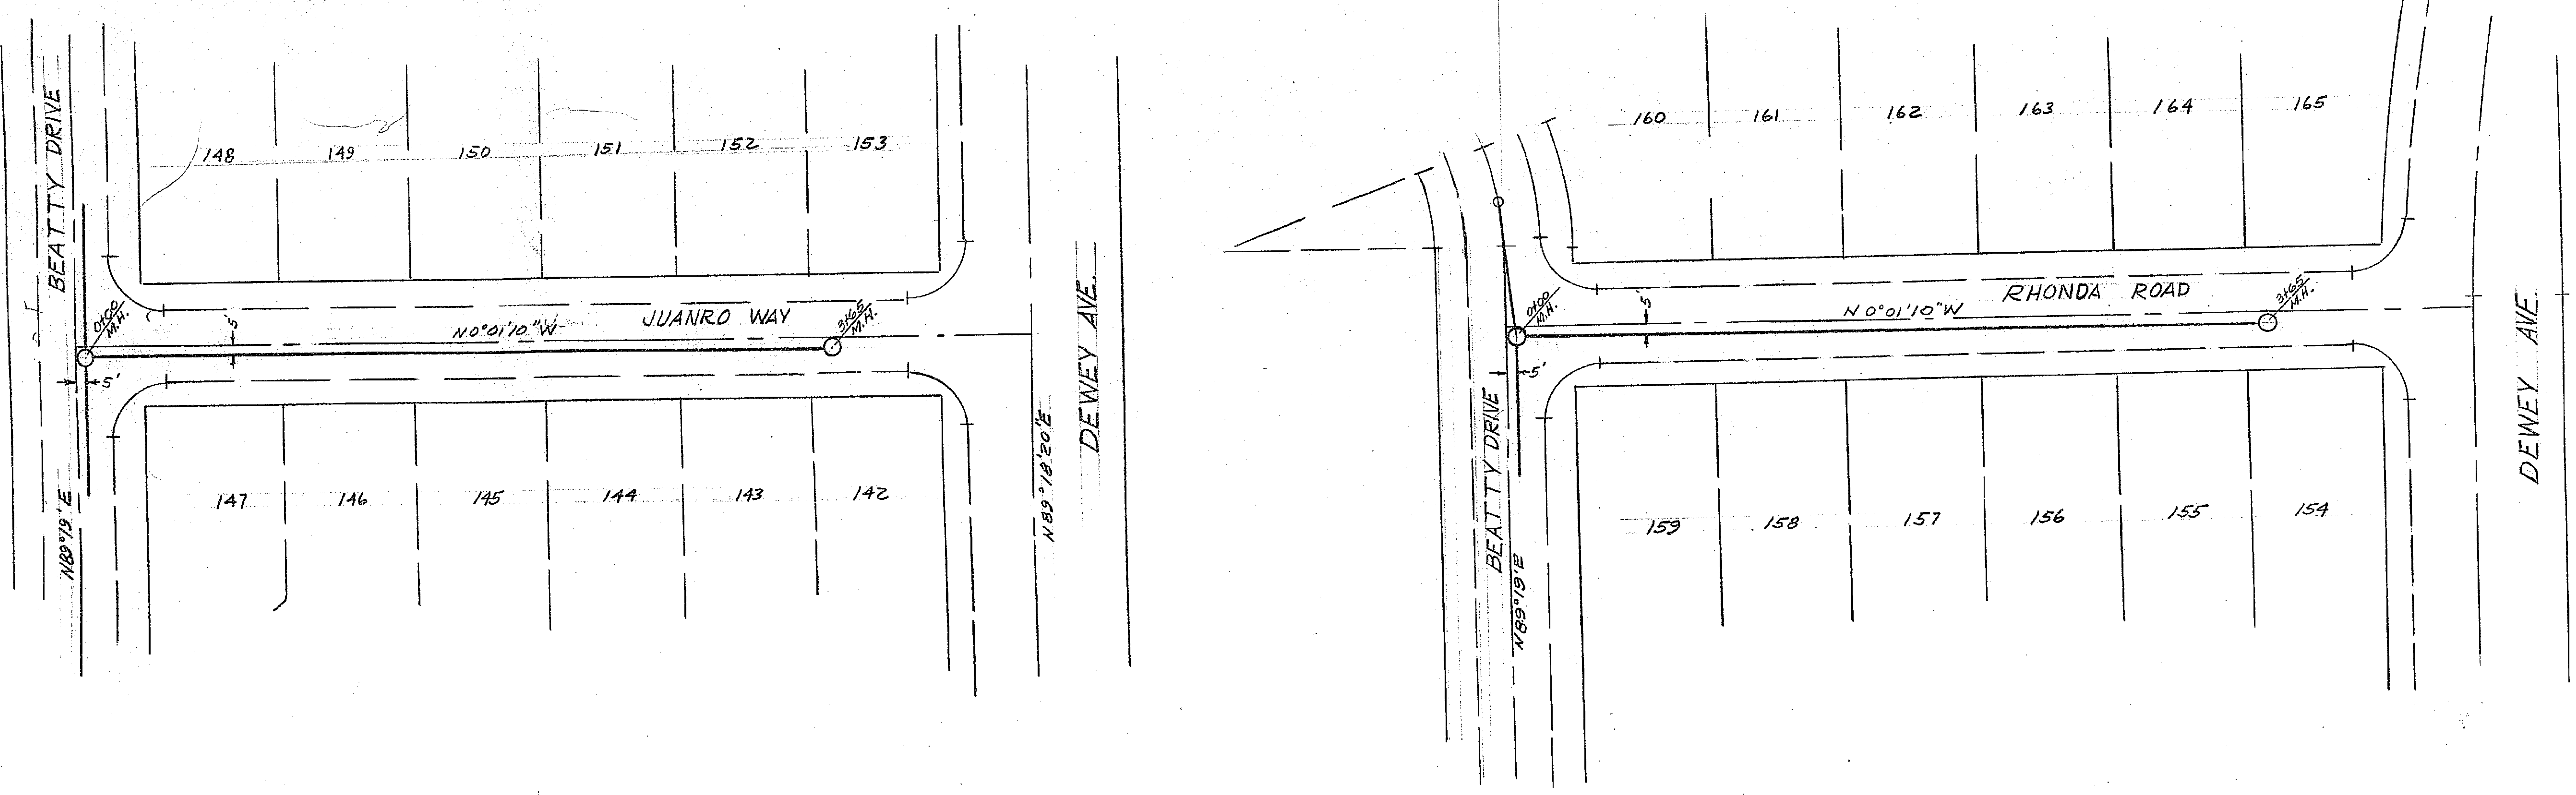 BEATTY DRIVE
148 149 150 151 152 153
0+00
M.H.
5'
N0°01'10"W
JUANRO WAY
3+65
M.H.
5'
DEWEY AVE.
N89°18'20"E
N89°19'E
147 146 145 144 143 142
160 161 162 163 164 165
0+00
M.H.
5'
N0°01'10"W
RHONDA ROAD
3+65
M.H.
5'
BEATTY DRIVE
N89°19'E
DEWEY AVE.
159 158 157 156 155 154